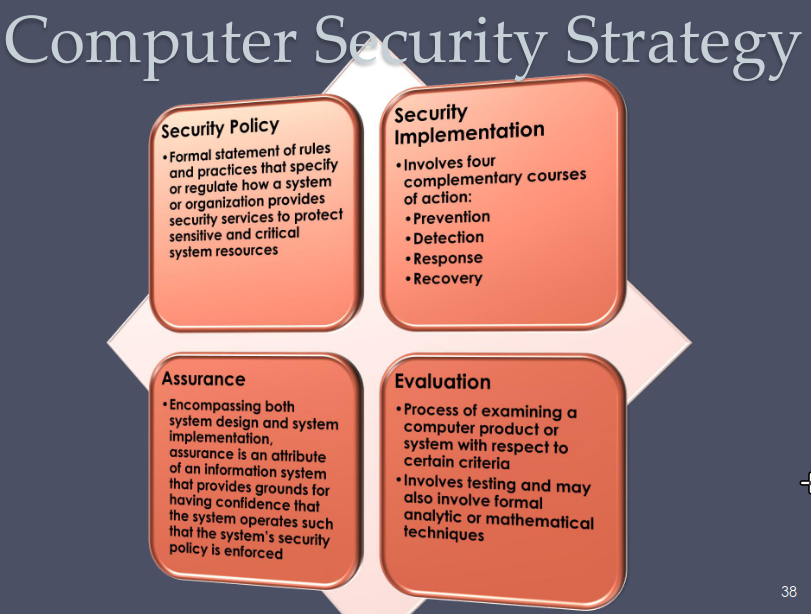 Computer Security Strategy
Security Policy
•Formal statement of rules
and practices that specify
or regulate how a system
or organization provides
security services to protect
sensitive and critical
system resources
Security
Implementation
•Involves four
complementary courses
of action:
•Prevention
•Detection
•Response
•Recovery
Assurance
•Encompassing both
system design and system
implementation,
assurance is an attribute
of an information system
that provides grounds for
having confidence that
the system operates such
that the system's security
policy is enforced
Evaluation
•Process of examining a
computer product or
system with respect to
certain criteria
•Involves testing and may
also involve formal
analytic or mathematical
techniques
38